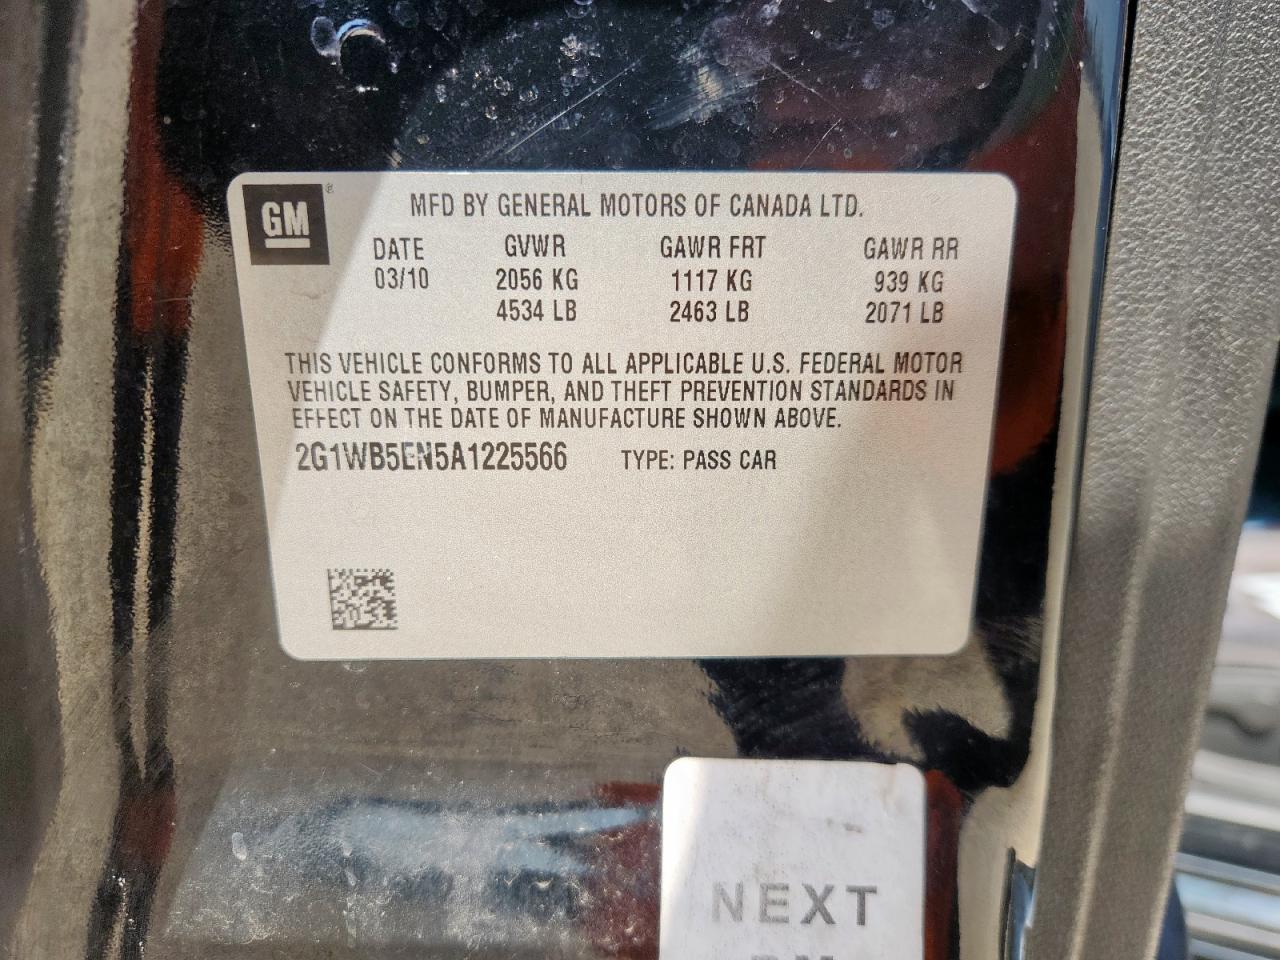 GM ®
MFD BY GENERAL MOTORS OF CANADA LTD.
DATE GVWR GAWR FRT GAWR RR
03/10 2056 KG 1117 KG 939 KG
4534 LB 2463 LB 2071 LB
THIS VEHICLE CONFORMS TO ALL APPLICABLE U.S. FEDERAL MOTOR
VEHICLE SAFETY, BUMPER, AND THEFT PREVENTION STANDARDS IN
EFFECT ON THE DATE OF MANUFACTURE SHOWN ABOVE.
2G1WB5EN5A1225566 TYPE: PASS CAR
NEXT